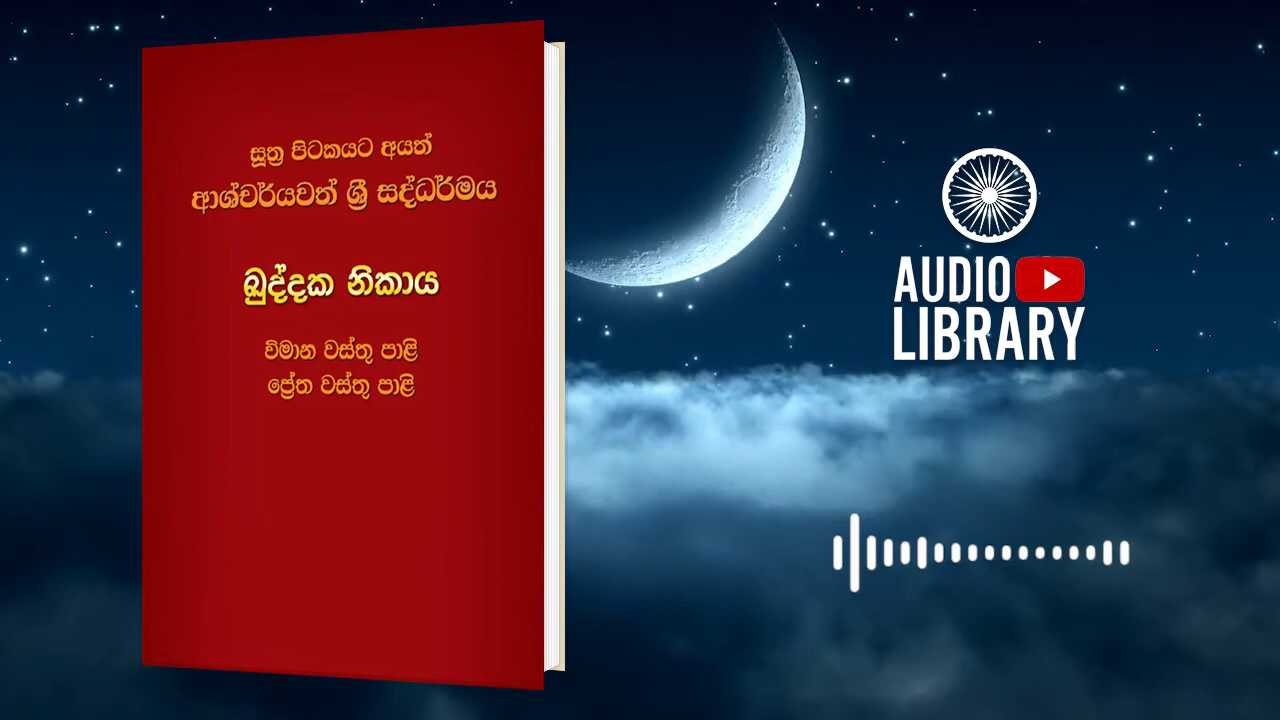 සූත්‍ර පිටකයට අයත්
ආශ්චර්යවත් ශ්‍රී සද්ධර්මය
ඛුද්දක නිකාය
විමාන වස්තු පාළි
ප්‍රේත වස්තු පාළි
AUDIO
LIBRARY